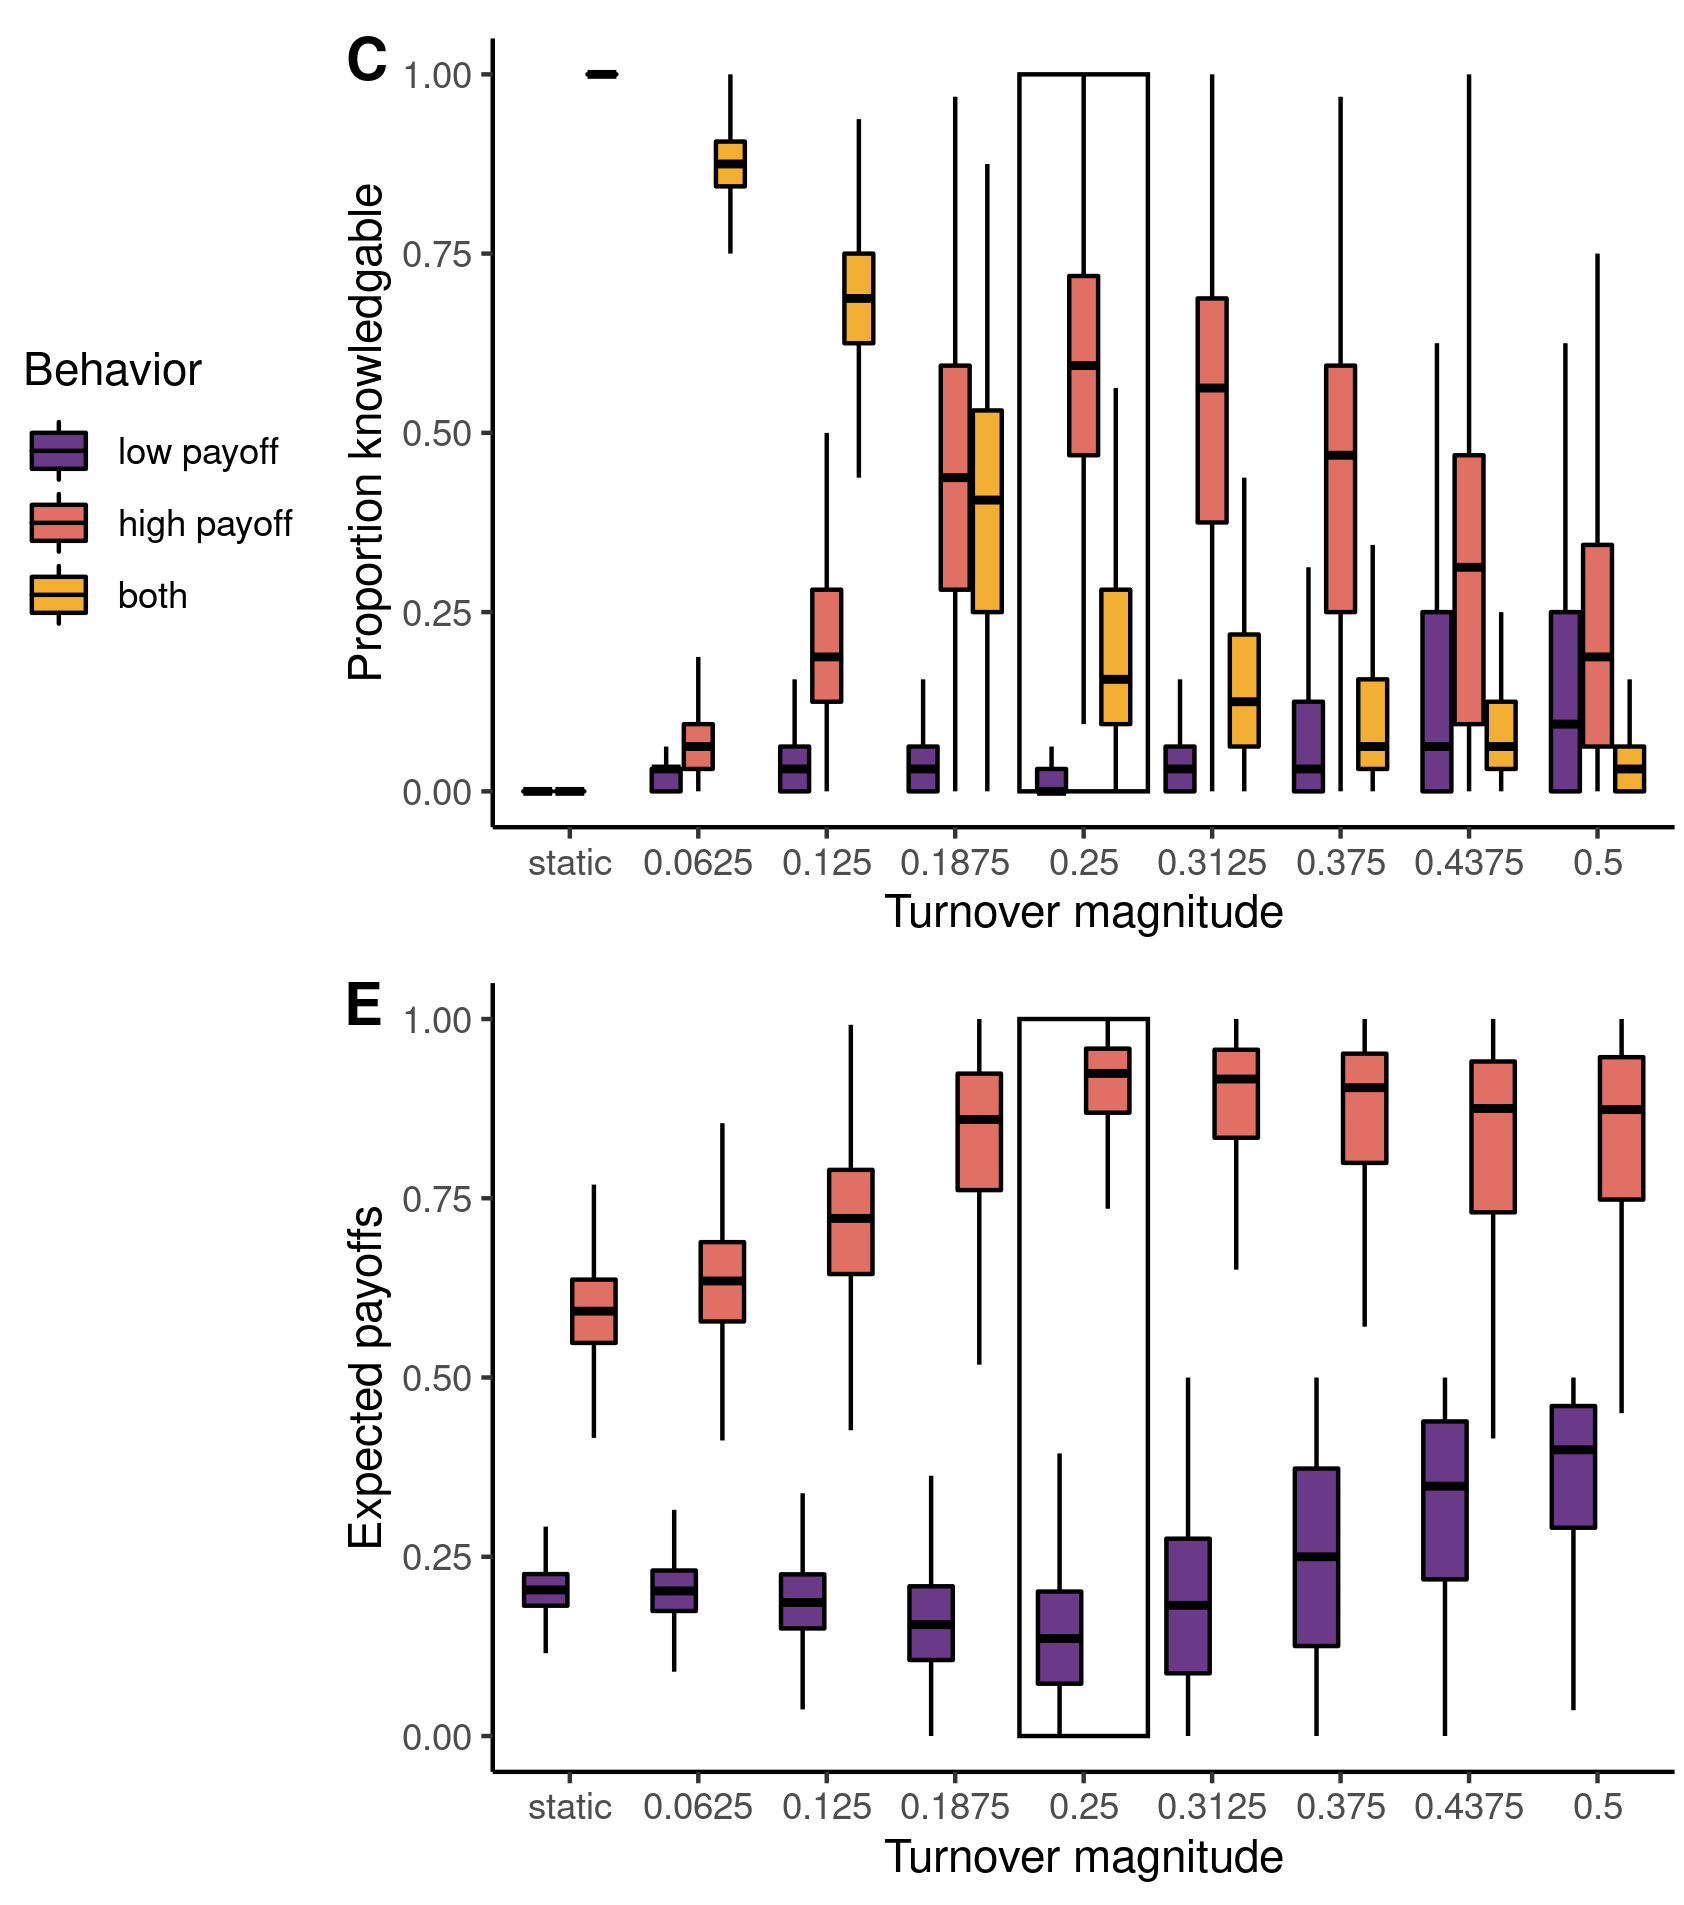 Behavior
low payoff
high payoff
both
C
1.00
0.75
0.50
0.25
0.00
Proportion knowledgable
static 0.0625 0.125 0.1875 0.25 0.3125 0.375 0.4375 0.5
Turnover magnitude
E
1.00
0.75
0.50
0.25
0.00
Expected payoffs
static 0.0625 0.125 0.1875 0.25 0.3125 0.375 0.4375 0.5
Turnover magnitude